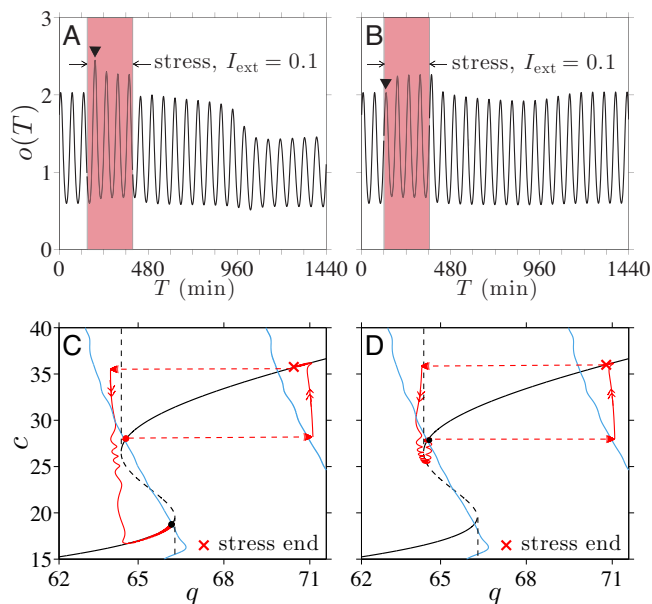 A
B
stress, I_ext = 0.1
stress, I_ext = 0.1
o(T)
3
2
1
0
0 480 960 1440
0 480 960 1440
T (min)
T (min)
C
D
c
40
35
30
25
20
15
stress end
stress end
62 65 68 71
62 65 68 71
q
q